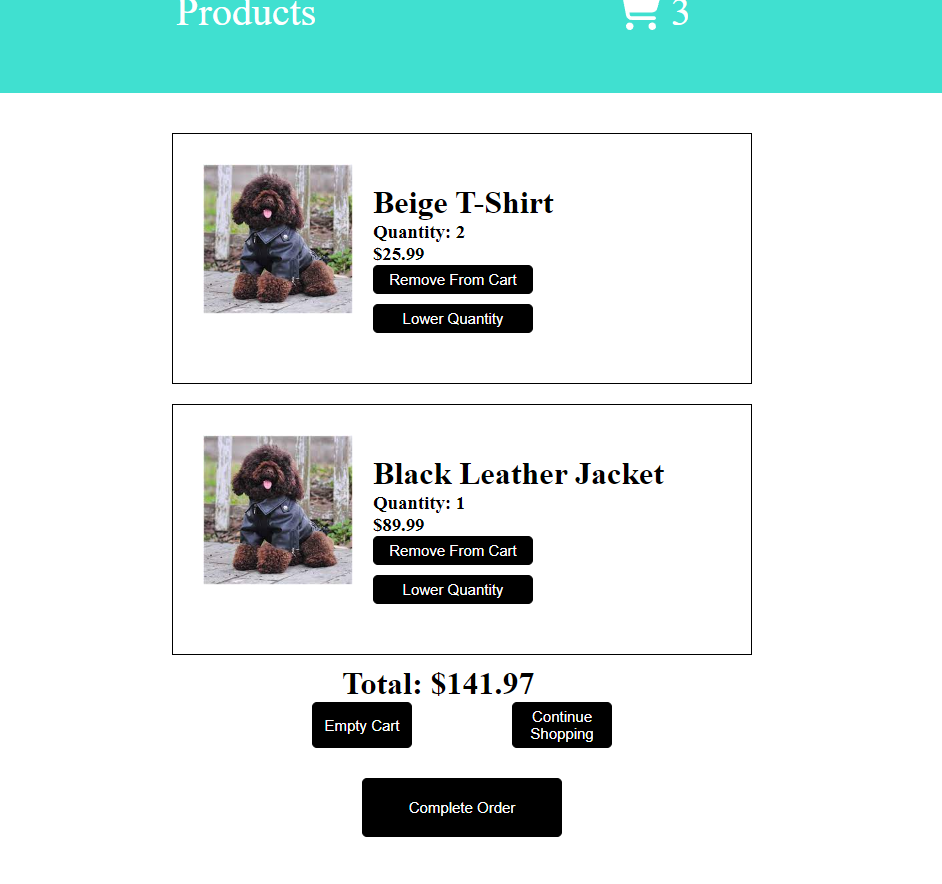 Products
3
Beige T-Shirt
Quantity: 2
$25.99
Remove From Cart
Lower Quantity
Black Leather Jacket
Quantity: 1
$89.99
Remove From Cart
Lower Quantity
Total: $141.97
Empty Cart
Continue
Shopping
Complete Order